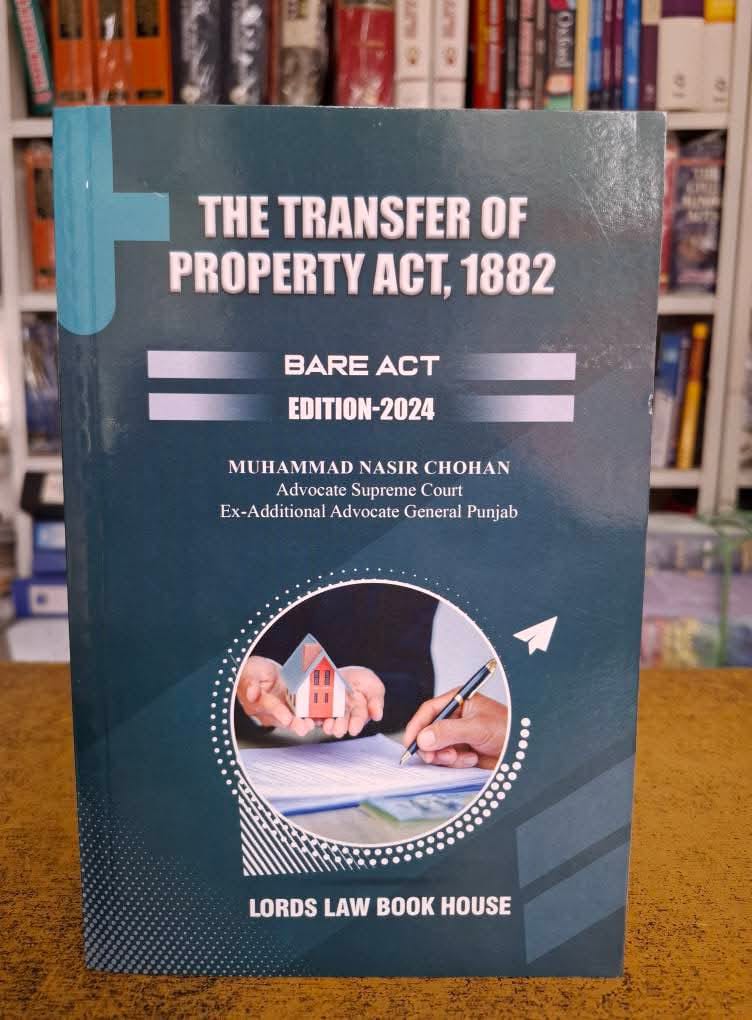 THE TRANSFER OF
PROPERTY ACT, 1882
BARE ACT
EDITION-2024
MUHAMMAD NASIR CHOHAN
Advocate Supreme Court
Ex-Additional Advocate General Punjab
LORDS LAW BOOK HOUSE
Oxford